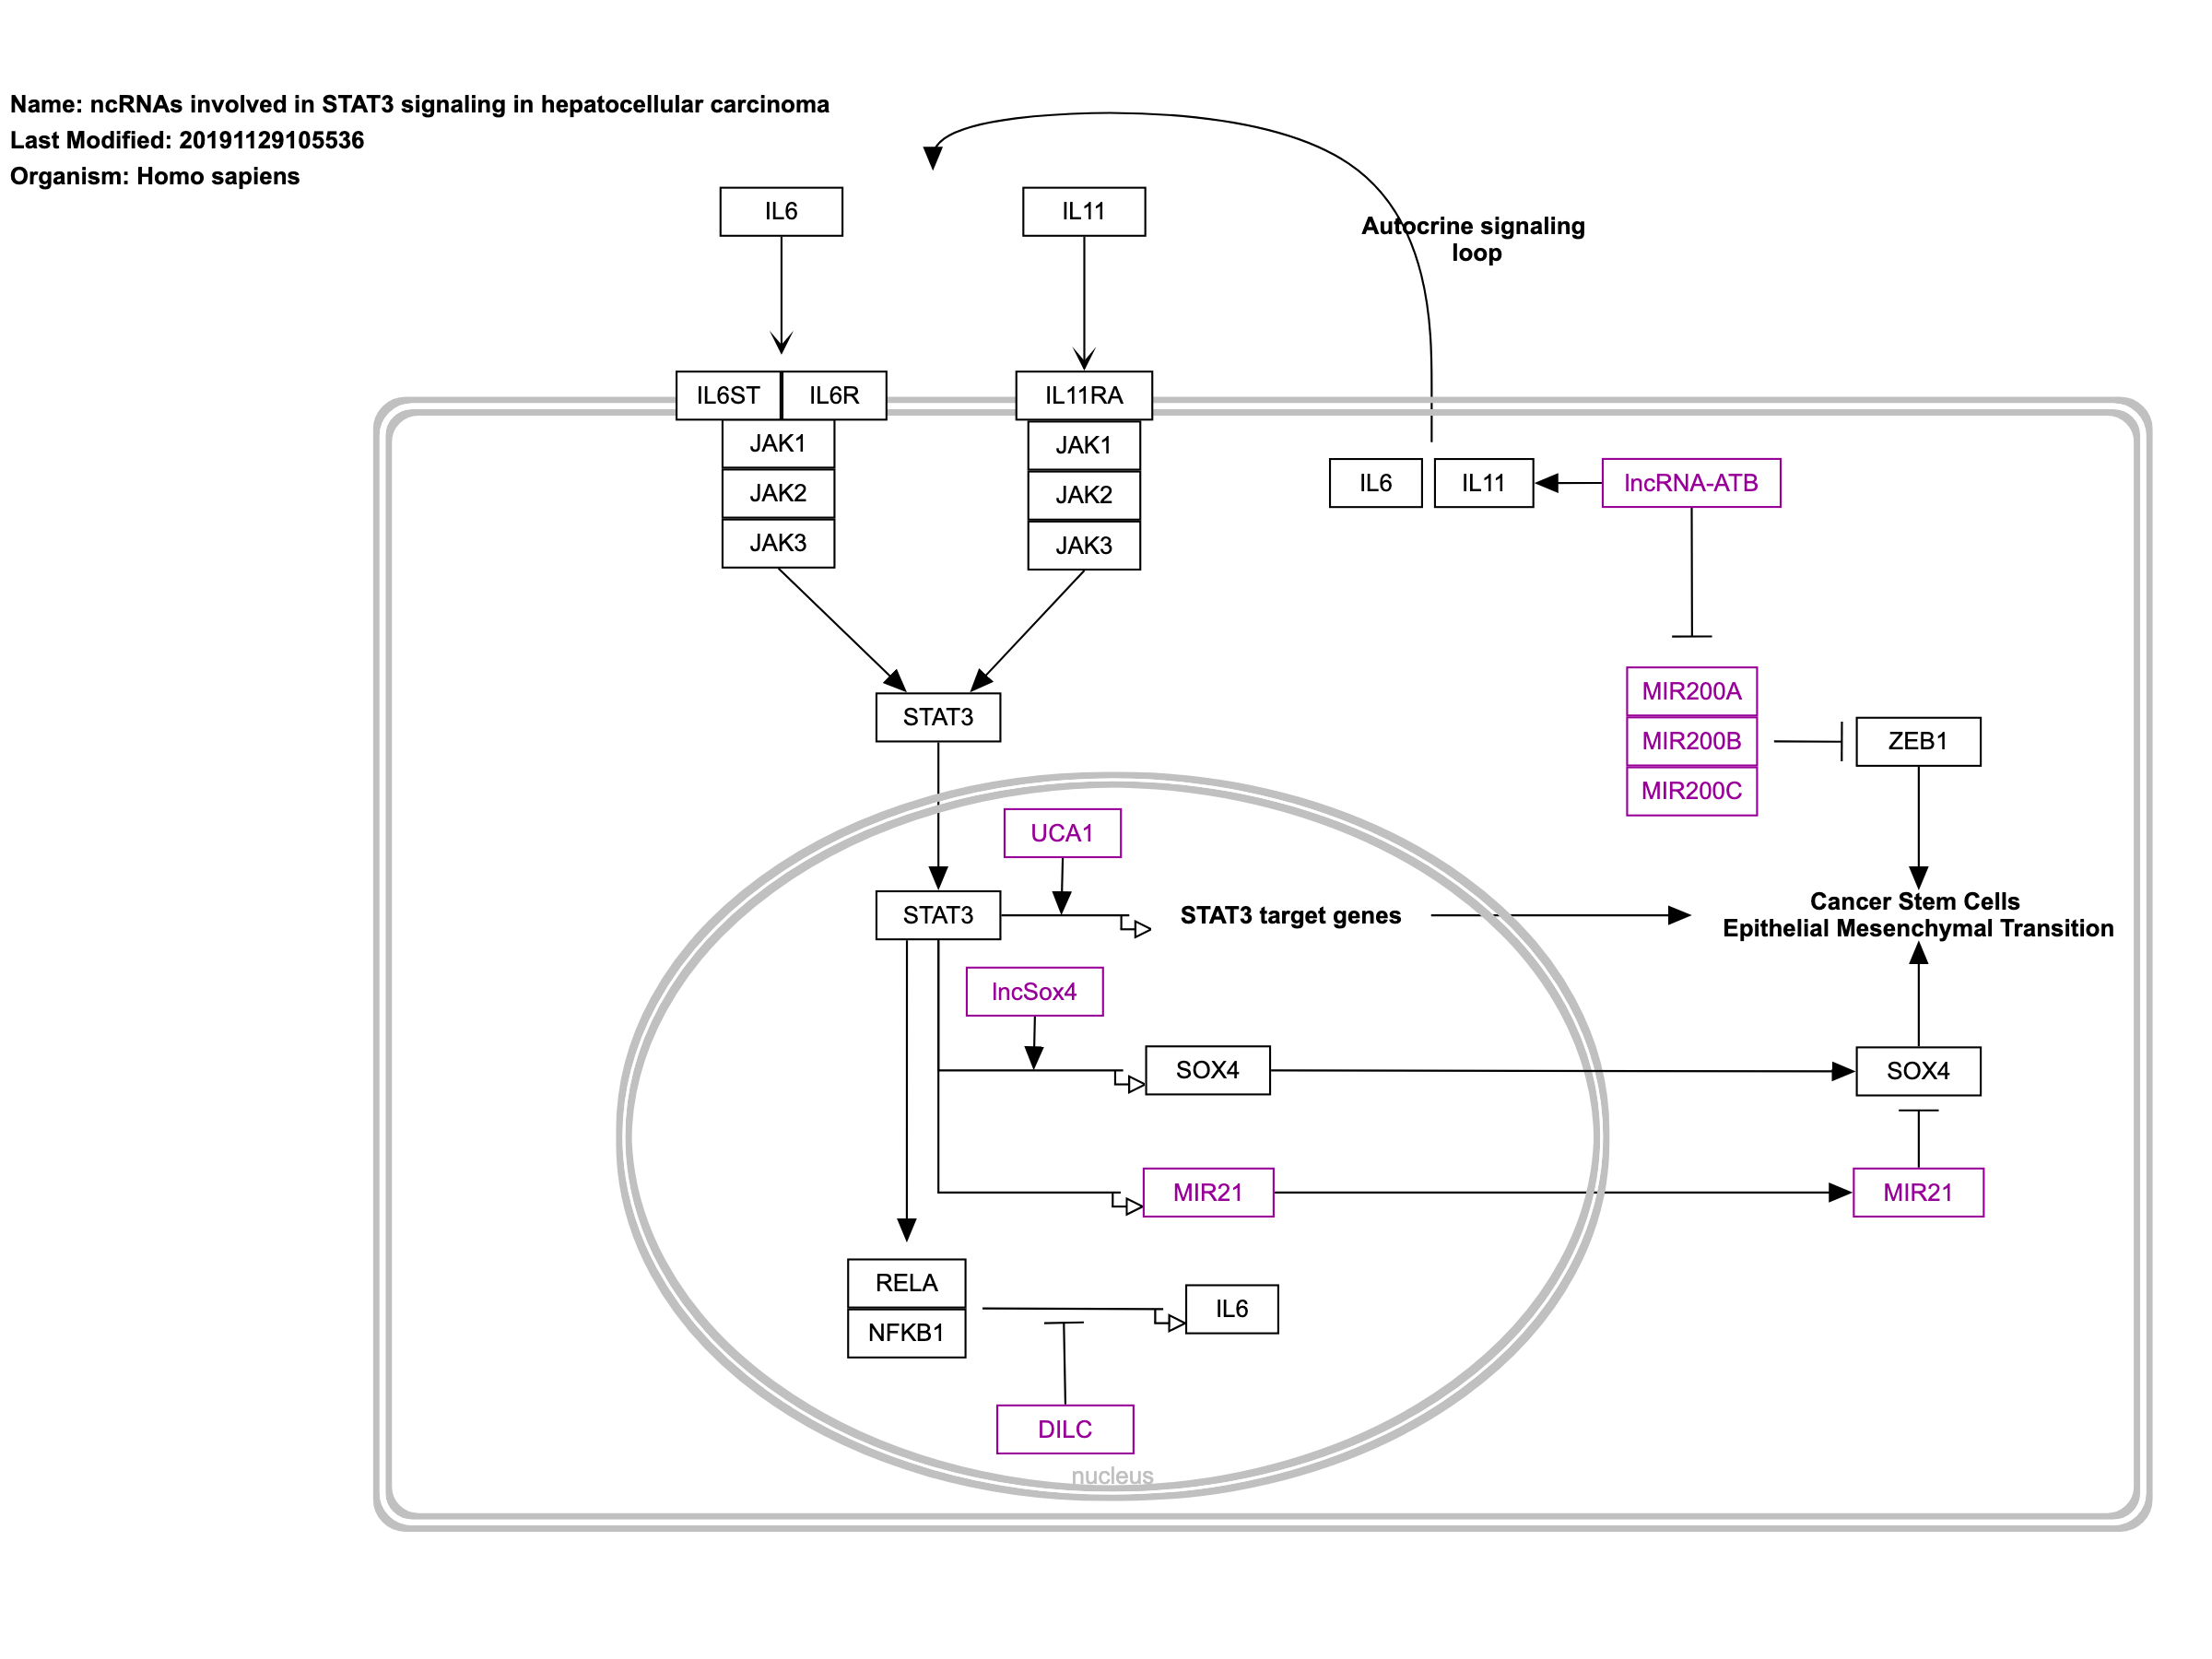 Name: ncRNAs involved in STAT3 signaling in hepatocellular carcinoma
Last Modified: 20191129105536
Organism: Homo sapiens
IL6
IL11
Autocrine signaling
loop
IL6ST
IL6R
IL11RA
JAK1
JAK2
JAK3
JAK1
JAK2
JAK3
IL6
IL11
lncRNA-ATB
STAT3
MIR200A
MIR200B
MIR200C
ZEB1
UCA1
STAT3
STAT3 target genes
Cancer Stem Cells
Epithelial Mesenchymal Transition
lncSox4
SOX4
SOX4
MIR21
MIR21
RELA
NFKB1
IL6
DILC
nucleus